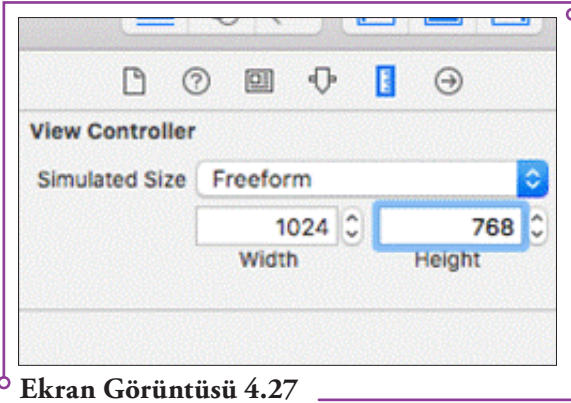 View Controller
Simulated Size Freeform
1024 768
Width Height
Ekran Görüntüsü 4.27